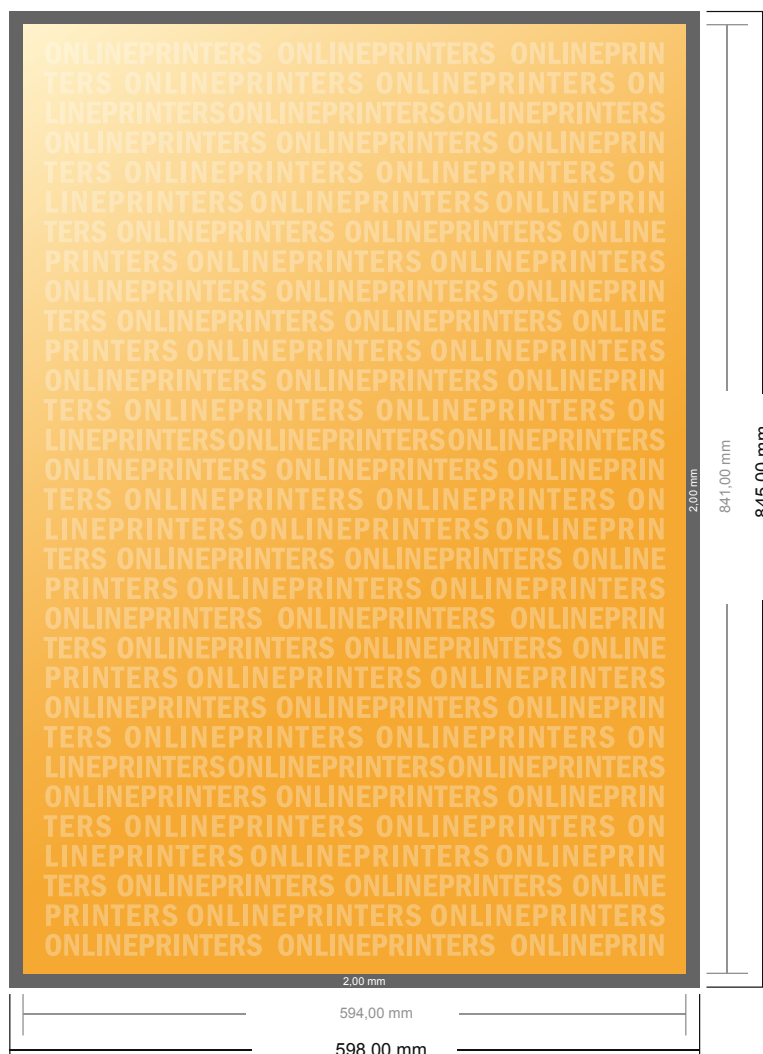 ONLINEPRINTERS ONLINEPRINTERS ONLINEPRIN
TERS ONLINEPRINTERS ONLINEPRINTERS ON
LINEPRINTERSONLINEPRINTERSONLINEPRINTERS
ONLINEPRINTERS ONLINEPRINTERS ONLINEPRIN
TERS ONLINEPRINTERS ONLINEPRINTERS ON
LINEPRINTERS ONLINEPRINTERS ONLINEPRIN
TERS ONLINEPRINTERS ONLINEPRINTERS ONLINE
PRINTERS ONLINEPRINTERS ONLINEPRINTERS
ONLINEPRINTERS ONLINEPRINTERS ONLINEPRIN
TERS ONLINEPRINTERS ONLINEPRINTERS ONLINE
PRINTERS ONLINEPRINTERS ONLINEPRINTERS
ONLINEPRINTERS ONLINEPRINTERS ONLINEPRIN
TERS ONLINEPRINTERS ONLINEPRINTERS ON
LINEPRINTERSONLINEPRINTERSONLINEPRINTERS
ONLINEPRINTERS ONLINEPRINTERS ONLINEPRIN
TERS ONLINEPRINTERS ONLINEPRINTERS ON
LINEPRINTERS ONLINEPRINTERS ONLINEPRIN
TERS ONLINEPRINTERS ONLINEPRINTERS ONLINE
PRINTERS ONLINEPRINTERS ONLINEPRINTERS
ONLINEPRINTERS ONLINEPRINTERS ONLINEPRIN
TERS ONLINEPRINTERS ONLINEPRINTERS ONLINE
PRINTERS ONLINEPRINTERS ONLINEPRINTERS
ONLINEPRINTERS ONLINEPRINTERS ONLINEPRIN
TERS ONLINEPRINTERS ONLINEPRINTERS ON
LINEPRINTERSONLINEPRINTERSONLINEPRINTERS
ONLINEPRINTERS ONLINEPRINTERS ONLINEPRIN
TERS ONLINEPRINTERS ONLINEPRINTERS ON
LINEPRINTERS ONLINEPRINTERS ONLINEPRIN
TERS ONLINEPRINTERS ONLINEPRINTERS ONLINE
PRINTERS ONLINEPRINTERS ONLINEPRINTERS
ONLINEPRINTERS ONLINEPRINTERS ONLINEPRIN
2,00 mm
841,00 mm
845,00 mm
2,00 mm
594,00 mm
598,00 mm